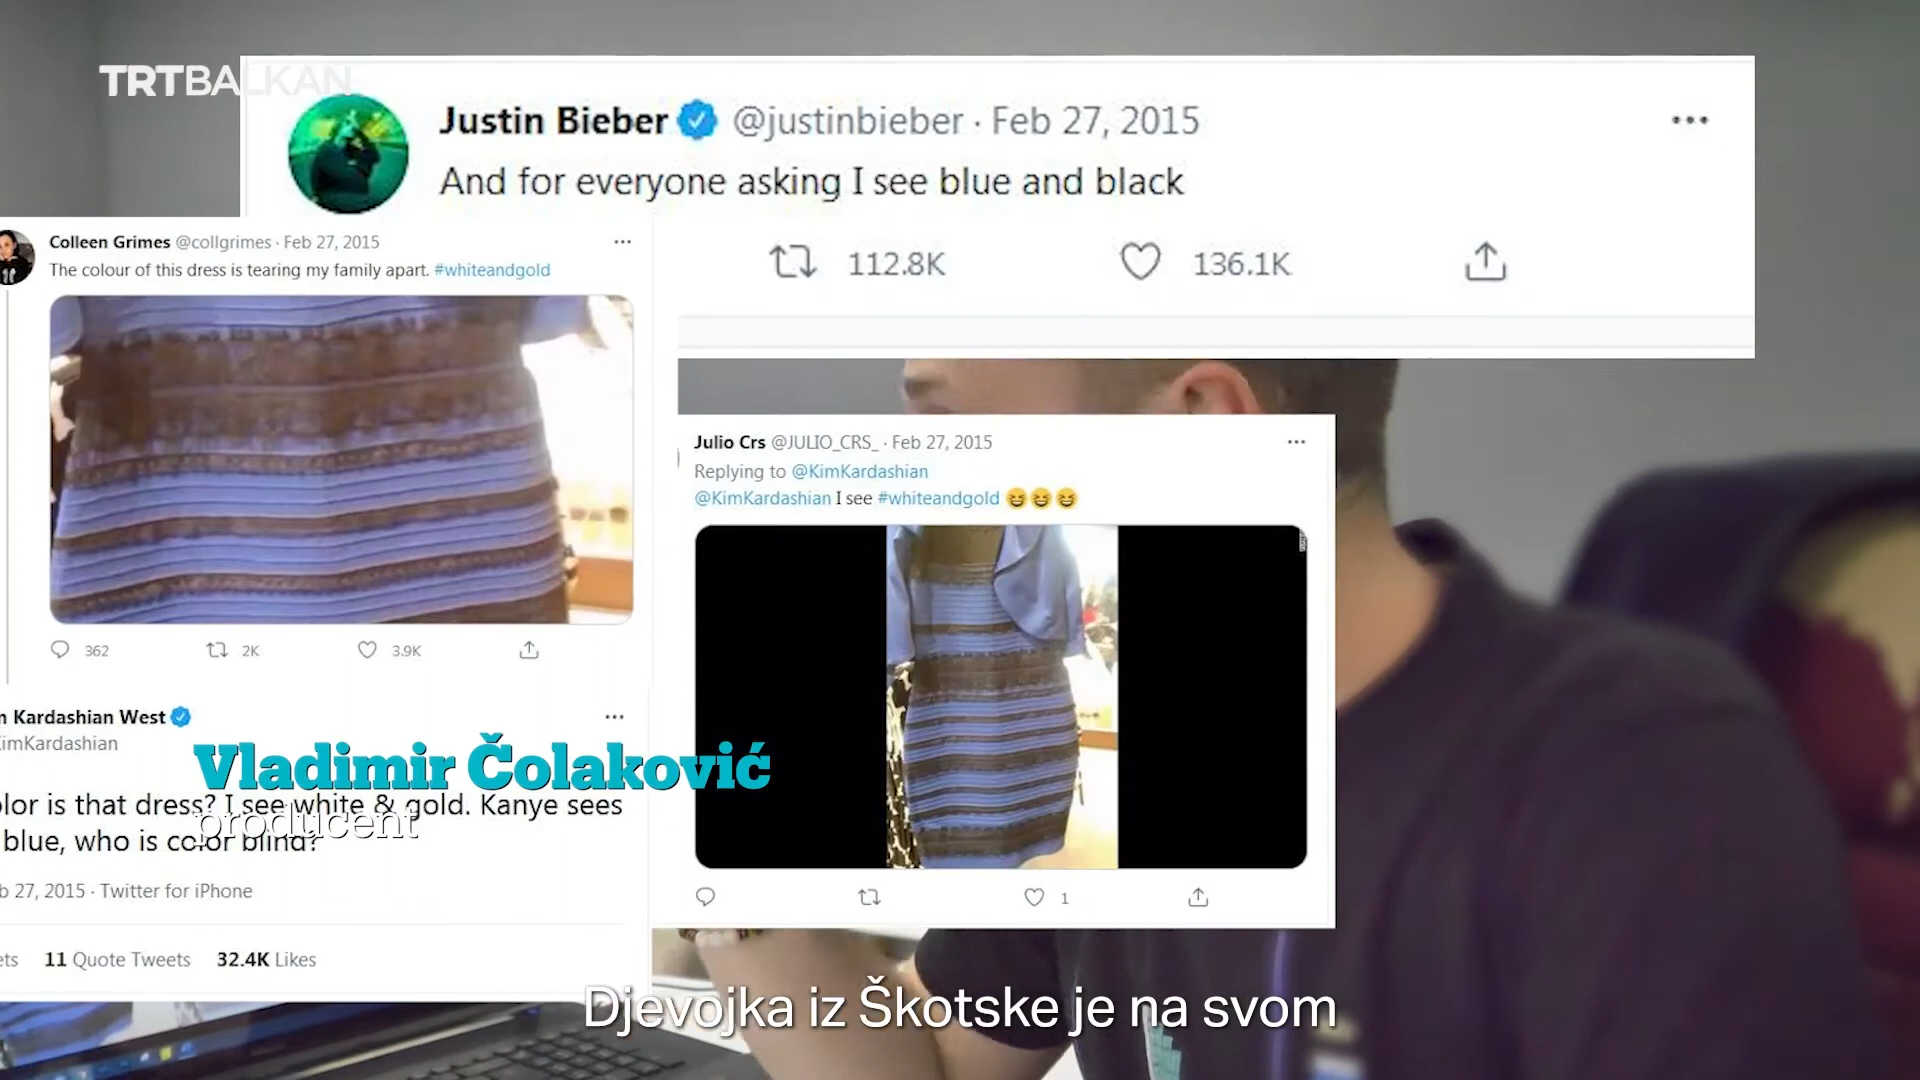 TRTBALKAN
Justin Bieber @justinbieber · Feb 27, 2015
And for everyone asking I see blue and black
112.8K 136.1K
Colleen Grimes @collgrimes · Feb 27, 2015
The colour of this dress is tearing my family apart. #whiteandgold
362 2K 3.9K
Julio Crs @JULIO_CRS_ · Feb 27, 2015
Replying to @KimKardashian
@KimKardashian I see #whiteandgold 😆😆😆
1
Kardashian West
imKardashian
Vladimir Čolaković
producent
olor is that dress? I see white & gold. Kanye sees
blue, who is color blind?
b 27, 2015 · Twitter for iPhone
ets 11 Quote Tweets 32.4K Likes
Djevojka iz Škotske je na svom